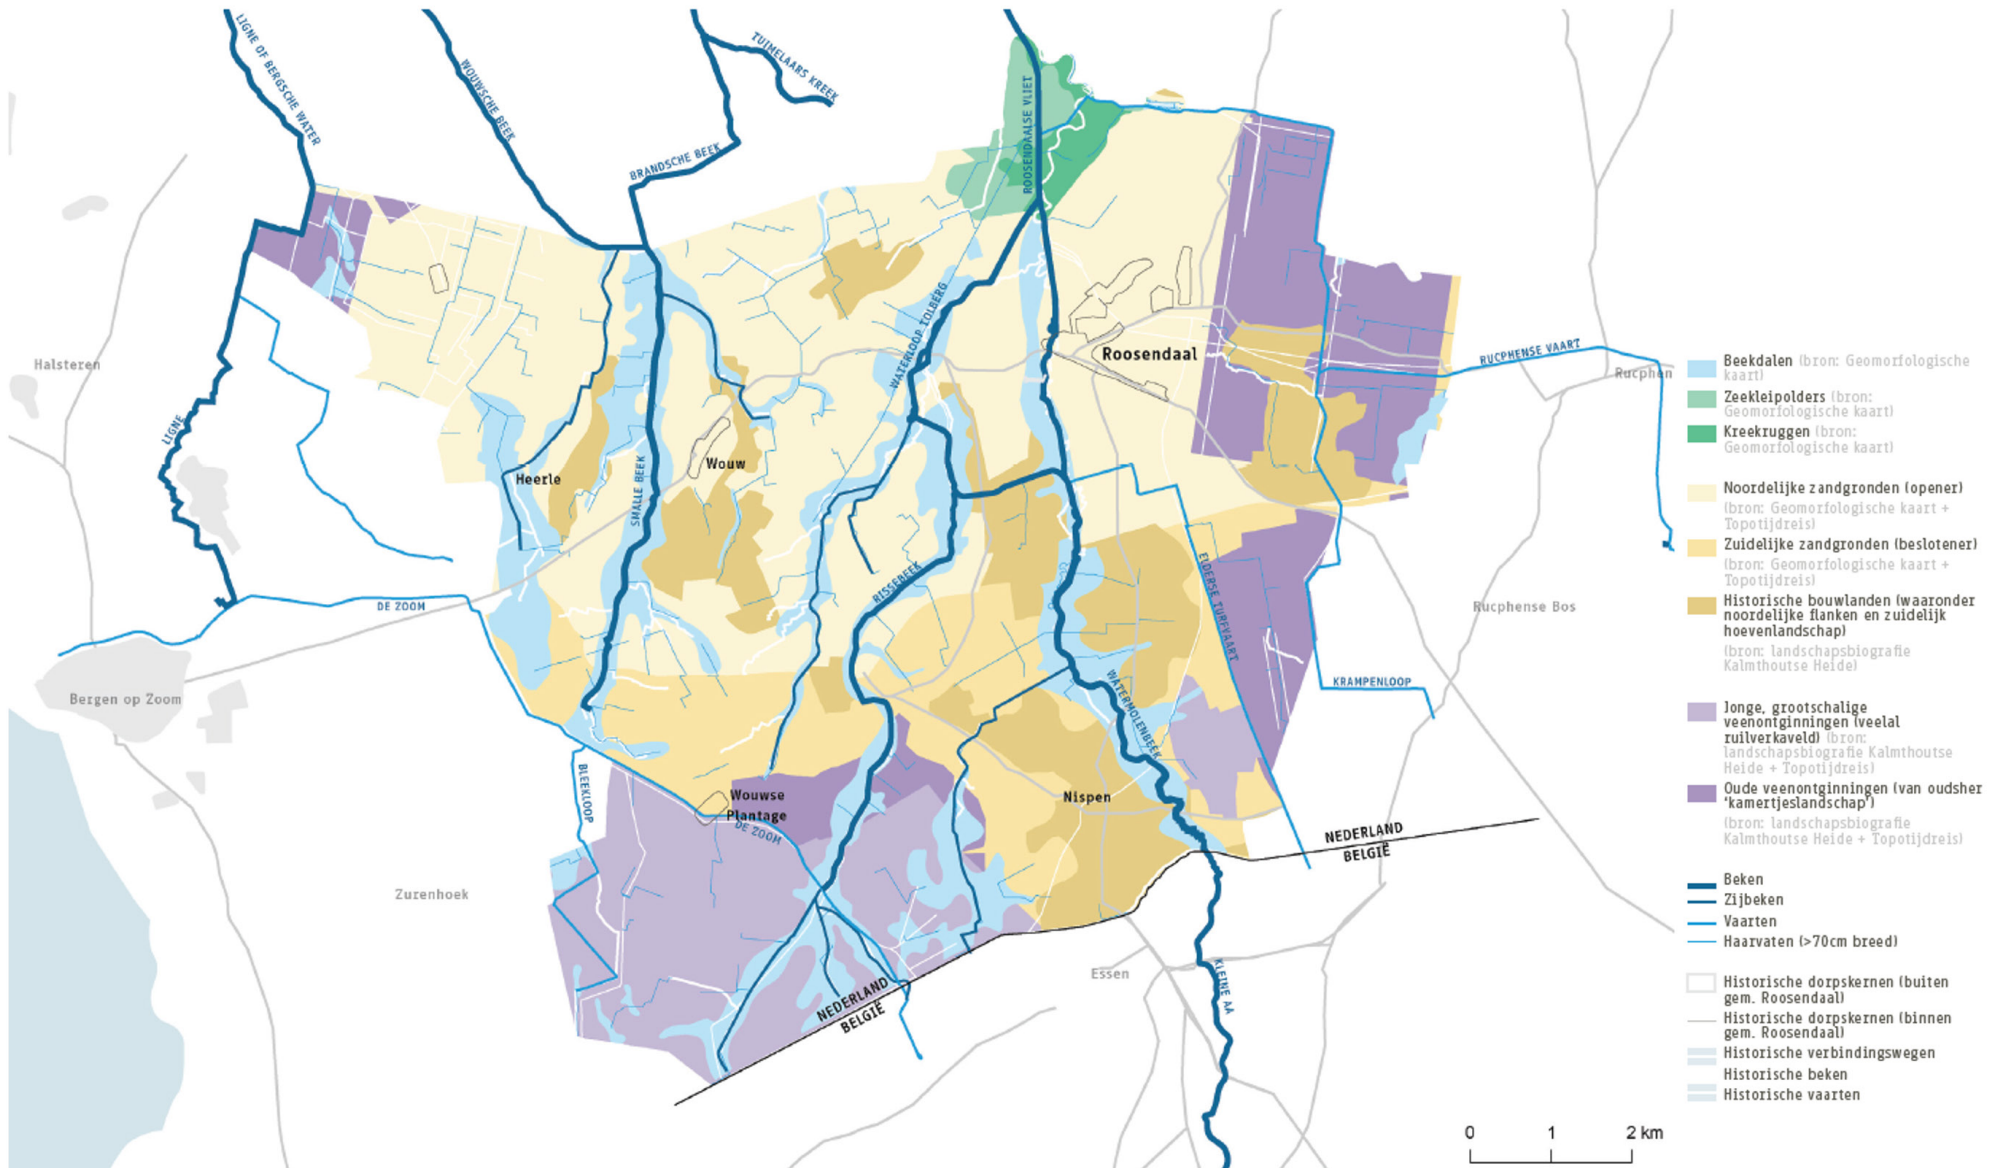 LIGNE OF BERGSCHE WATER
WOUWSCHE BEEK
TUIMELAARS KREEK
BRANDSCHE BEEK
ROOSENDAALSE VLIET
WATERLOOP TOLBERG
Halsteren
LIGNE
Roosendaal
RUCPHENSE VAART
Rucphen
Heerle
Wouw
SMALLE BEEK
RISSEBEEK
ELDERSE TURFVAART
DE ZOOM
Rucphense Bos
Bergen op Zoom
WATERMOLENBEEK
KRAMPENLOOP
BLEEKLOOP
Wouwse
Plantage
DE ZOOM
Nispen
NEDERLAND
BELGIË
Zurenhoek
Essen
NEDERLAND
BELGIË
KLEINE AA
Beekdalen (bron: Geomorfologische
kaart)
Zeekleipolders (bron:
Geomorfologische kaart)
Kreekruggen (bron:
Geomorfologische kaart)
Noordelijke zandgronden (opener)
(bron: Geomorfologische kaart +
Topotijdreis)
Zuidelijke zandgronden (beslotener)
(bron: Geomorfologische kaart +
Topotijdreis)
Historische bouwlanden (waaronder
noordelijke flanken en zuidelijk
hoevenlandschap)
(bron: landschapsbiografie
Kalmthoutse Heide)
Jonge, grootschalige
veenontginningen (veelal
ruilverkaveld) (bron:
landschapsbiografie Kalmthoutse
Heide + Topotijdreis)
Oude veenontginningen (van oudsher
'kamertjeslandschap')
(bron: landschapsbiografie
Kalmthoutse Heide + Topotijdreis)
Beken
Zijbeken
Vaarten
Haarvaten (>70cm breed)
Historische dorpskernen (buiten
gem. Roosendaal)
Historische dorpskernen (binnen
gem. Roosendaal)
Historische verbindingswegen
Historische beken
Historische vaarten
0 1 2 km